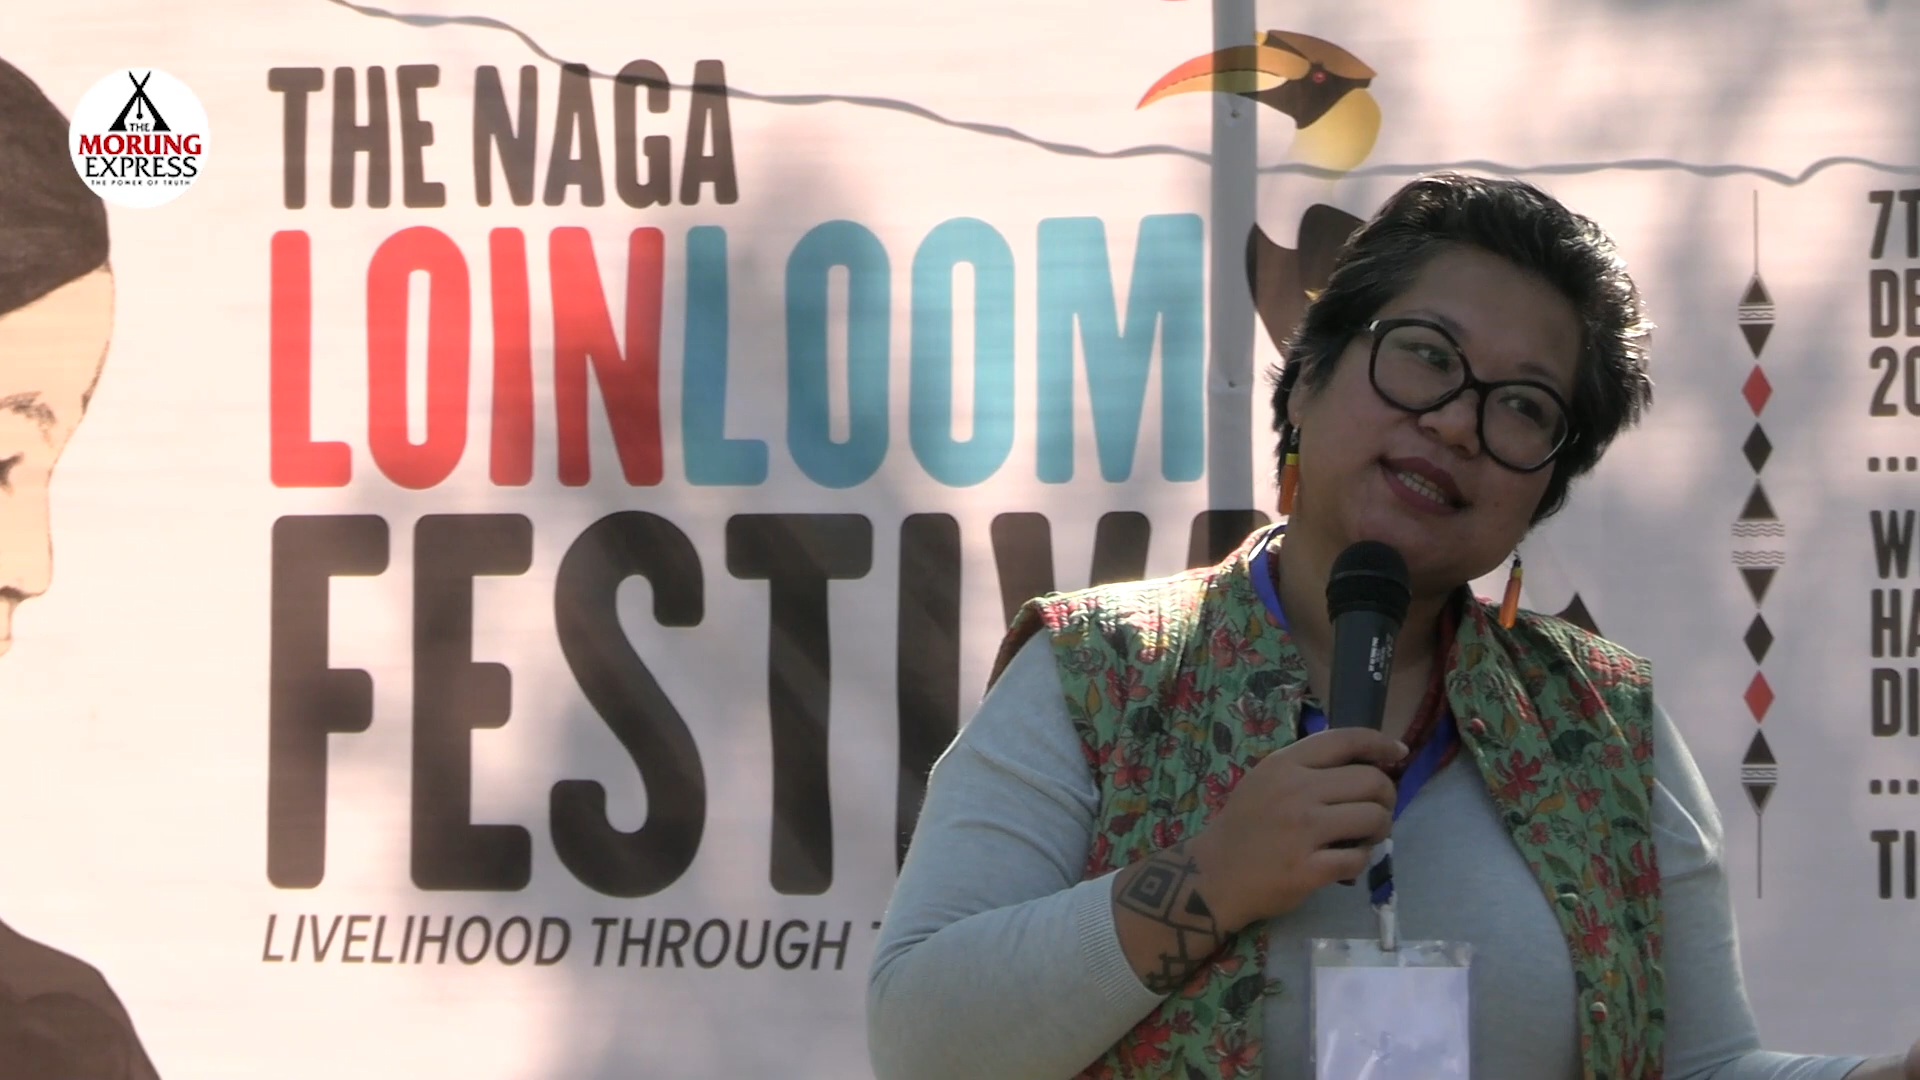 THE
MORUNG
EXPRESS
THE POWER OF TRUTH
THE NAGA
LOINLOOM
FESTIV
LIVELIHOOD THROUGH
7T
DE
20
W
HA
DI
TI